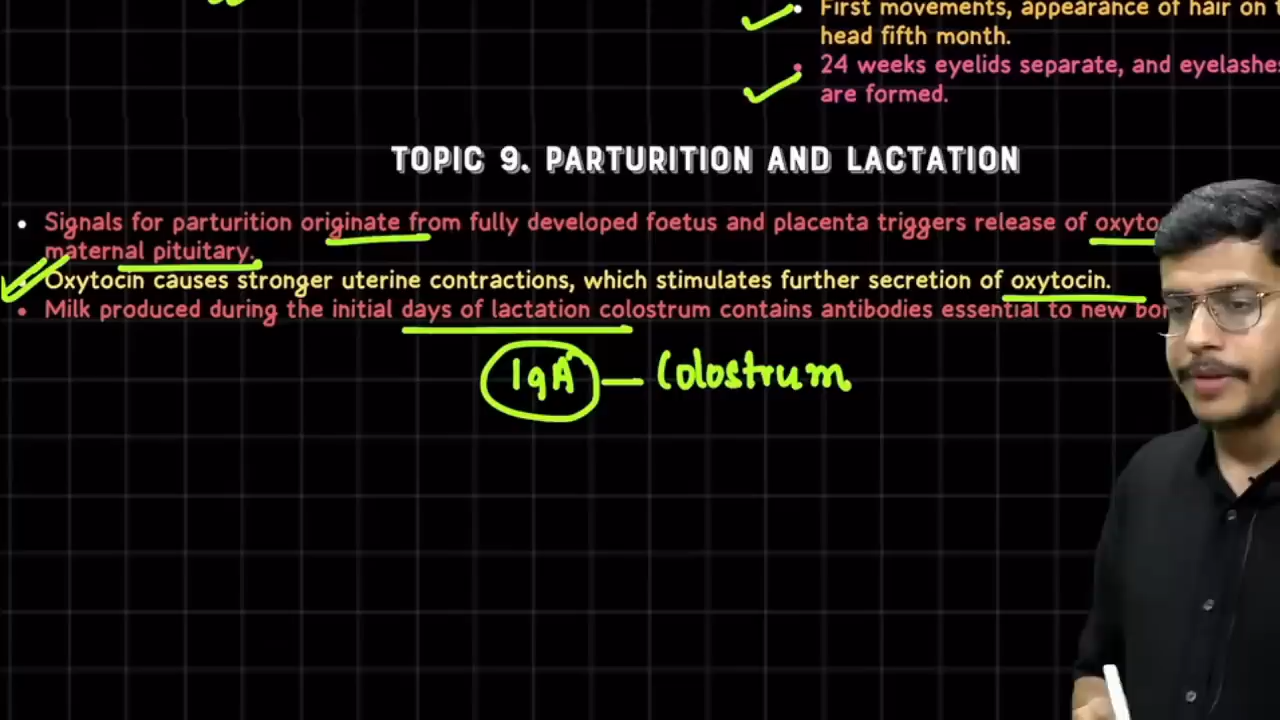 First movements, appearance of hair on
head fifth month.
24 weeks eyelids separate, and eyelashes
are formed.
TOPIC 9. PARTURITION AND LACTATION
Signals for parturition originate from fully developed foetus and placenta triggers release of oxyto
maternal pituitary.
Oxytocin causes stronger uterine contractions, which stimulates further secretion of oxytocin.
Milk produced during the initial days of lactation colostrum contains antibodies essential to new bor
IgA — Colostrum